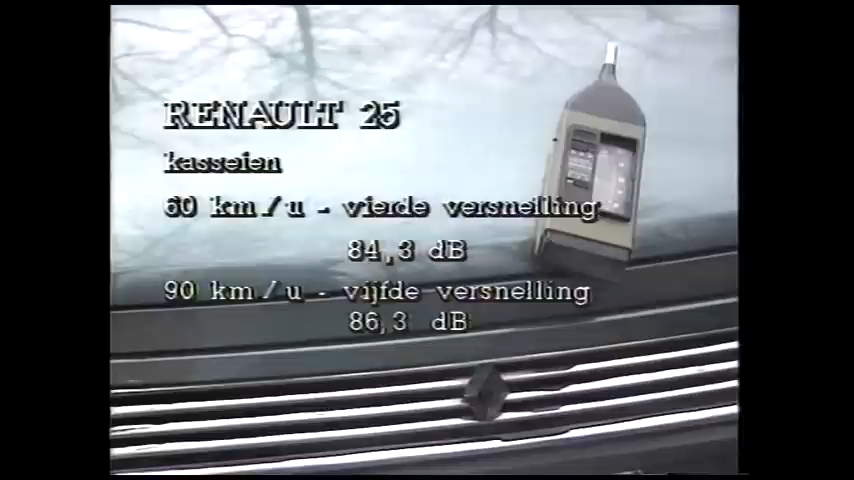 RENAULT 25
kasseien
60 km/u - vierde versnelling
84,3 dB
90 km/u - vijfde versnelling
86,3 dB